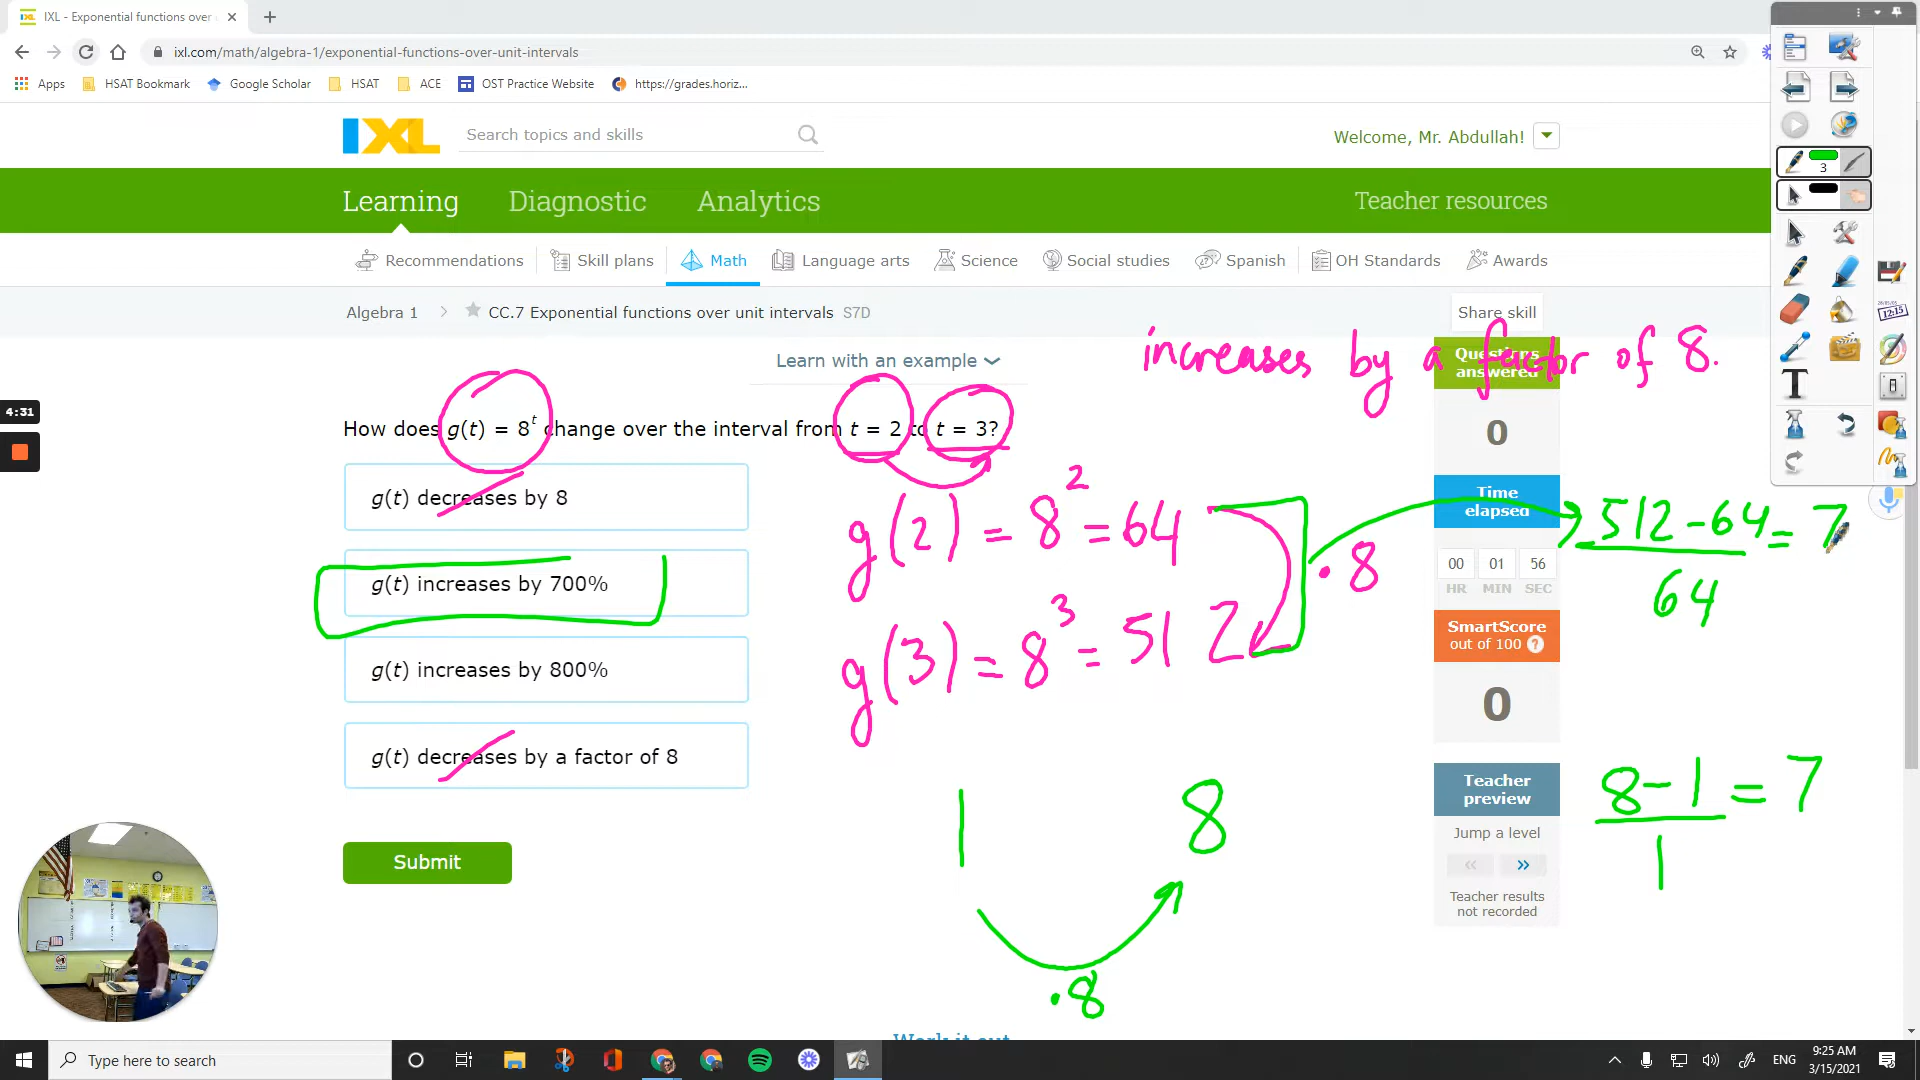 IXL - Exponential functions over
ixl.com/math/algebra-1/exponential-functions-over-unit-intervals
Apps HSAT Bookmark Google Scholar HSAT ACE OST Practice Website https://grades.horiz...
3
IXL Search topics and skills Welcome, Mr. Abdullah!
Learning Diagnostic Analytics Teacher resources
Recommendations Skill plans Math Language arts Science Social studies Spanish OH Standards Awards
Algebra 1 > CC.7 Exponential functions over unit intervals S7D Share skill
Learn with an example
increases by a factor of 8.
Questions answered
0
4:31
How does g(t) = 8^t change over the interval from t = 2 to t = 3?
g(t) decreases by 8
g(t) increases by 700%
g(t) increases by 800%
g(t) decreases by a factor of 8
Submit
g(2) = 8^2 = 64
g(3) = 8^3 = 512
·8
1 8
·8
Time elapsed
00 01 56
HR MIN SEC
SmartScore
out of 100 ?
0
Teacher preview
Jump a level
Teacher results
not recorded
512 - 64 = 7
64
8 - 1 = 7
1
T
12:15
Work it out
Type here to search
ENG
9:25 AM
3/15/2021